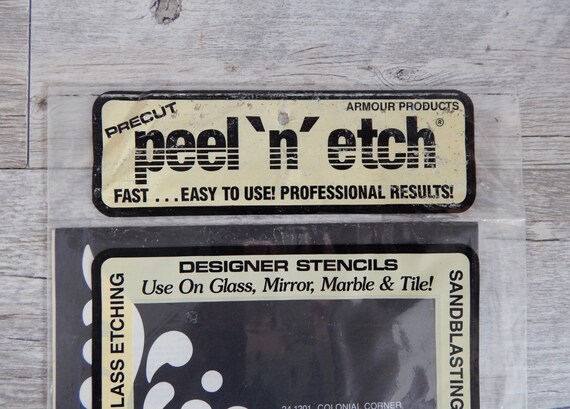 PRECUT
ARMOUR PRODUCTS
peel 'n' etch®
FAST ...EASY TO USE! PROFESSIONAL RESULTS!
DESIGNER STENCILS
Use On Glass, Mirror, Marble & Tile!
LASS ETCHING
SANDBLASTING
COLONIAL CORNER